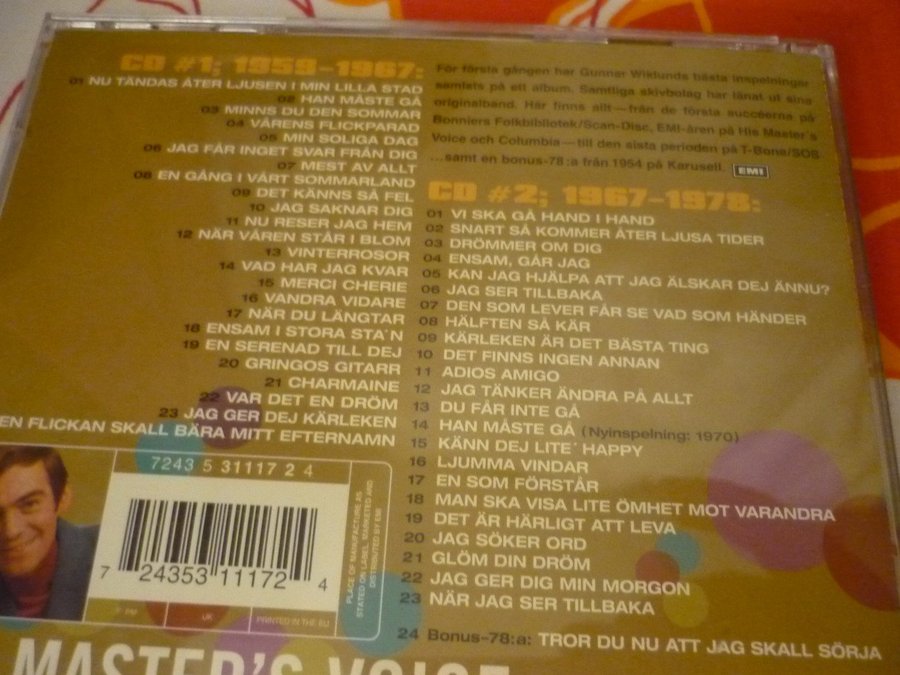 CD #1; 1959-1967:
01 NU TÄNDAS ÅTER LJUSEN I MIN LILLA STAD
02 HAN MÅSTE GÅ
03 MINNS DU DEN SOMMAR
04 VÅRENS FLICKPARAD
05 MIN SOLIGA DAG
06 JAG FÅR INGET SVAR FRÅN DIG
07 MEST AV ALLT
08 EN GÅNG I VÅRT SOMMARLAND
09 DET KÄNNS SÅ FEL
10 JAG SAKNAR DIG
11 NU RESER JAG HEM
12 NÄR VÅREN STÅR I BLOM
13 VINTERROSOR
14 VAD HAR JAG KVAR
15 MERCI CHERIE
16 VANDRA VIDARE
17 NÄR DU LÄNGTAR
18 ENSAM I STORA STA'N
19 EN SERENAD TILL DEJ
20 GRINGOS GITARR
21 CHARMAINE
22 VAR DET EN DRÖM
23 JAG GER DEJ KÄRLEKEN
EN FLICKAN SKALL BÄRA MITT EFTERNAMN
För första gången har Gunnar Wiklunds bästa inspelningar
samlats på ett album. Samtliga skivbolag har lånat ut sina
originalband. Här finns allt – från de första succéerna på
Bonniers Folkbibliotek/Scan-Disc, EMI-åren på His Master's
Voice och Columbia – till den sista perioden på T-Bone/SOS
...samt en bonus-78:a från 1954 på Karusell. EMI
CD #2; 1967-1978:
01 VI SKA GÅ HAND I HAND
02 SNART SÅ KOMMER ÅTER LJUSA TIDER
03 DRÖMMER OM DIG
04 ENSAM, GÅR JAG
05 KAN JAG HJÄLPA ATT JAG ÄLSKAR DEJ ÄNNU?
06 JAG SER TILLBAKA
07 DEN SOM LEVER FÅR SE VAD SOM HÄNDER
08 HÄLFTEN SÅ KÄR
09 KÄRLEKEN ÄR DET BÄSTA TING
10 DET FINNS INGEN ANNAN
11 ADIOS AMIGO
12 JAG TÄNKER ÄNDRA PÅ ALLT
13 DU FÅR INTE GÅ
14 HAN MÅSTE GÅ (Nyinspelning: 1970)
15 KÄNN DEJ LITE' HAPPY
16 LJUMMA VINDAR
17 EN SOM FÖRSTÅR
18 MAN SKA VISA LITE ÖMHET MOT VARANDRA
19 DET ÄR HÄRLIGT ATT LEVA
20 JAG SÖKER ORD
21 GLÖM DIN DRÖM
22 JAG GER DIG MIN MORGON
23 NÄR JAG SER TILLBAKA
24 Bonus-78:a: TROR DU NU ATT JAG SKALL SÖRJA
7243 5 31117 2 4
7 24353 11172 4
PLACE OF MANUFACTURE AS
STATED ON LABEL. MARKETED AND
DISTRIBUTED BY EMI
UK
PRINTED IN THE EU
MASTER'S VOICE